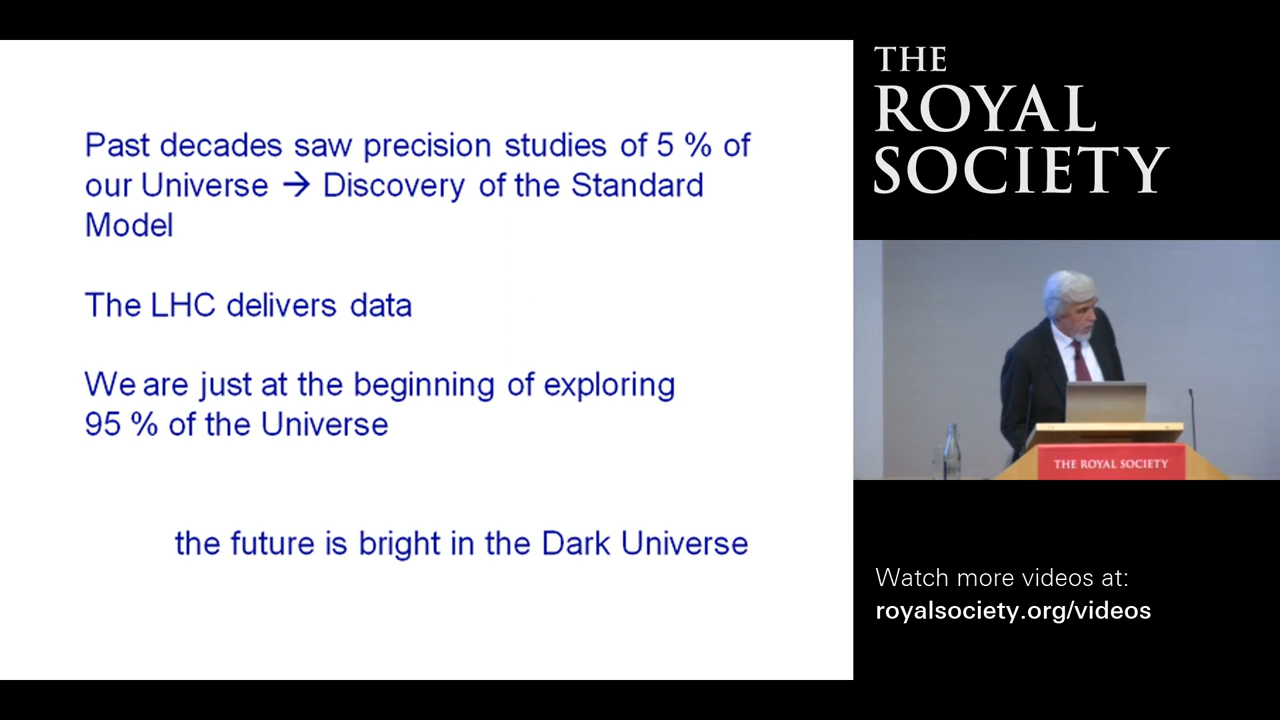 Past decades saw precision studies of 5 % of
our Universe → Discovery of the Standard
Model
The LHC delivers data
We are just at the beginning of exploring
95 % of the Universe
the future is bright in the Dark Universe
THE
ROYAL
SOCIETY
THE ROYAL SOCIETY
Watch more videos at:
royalsociety.org/videos